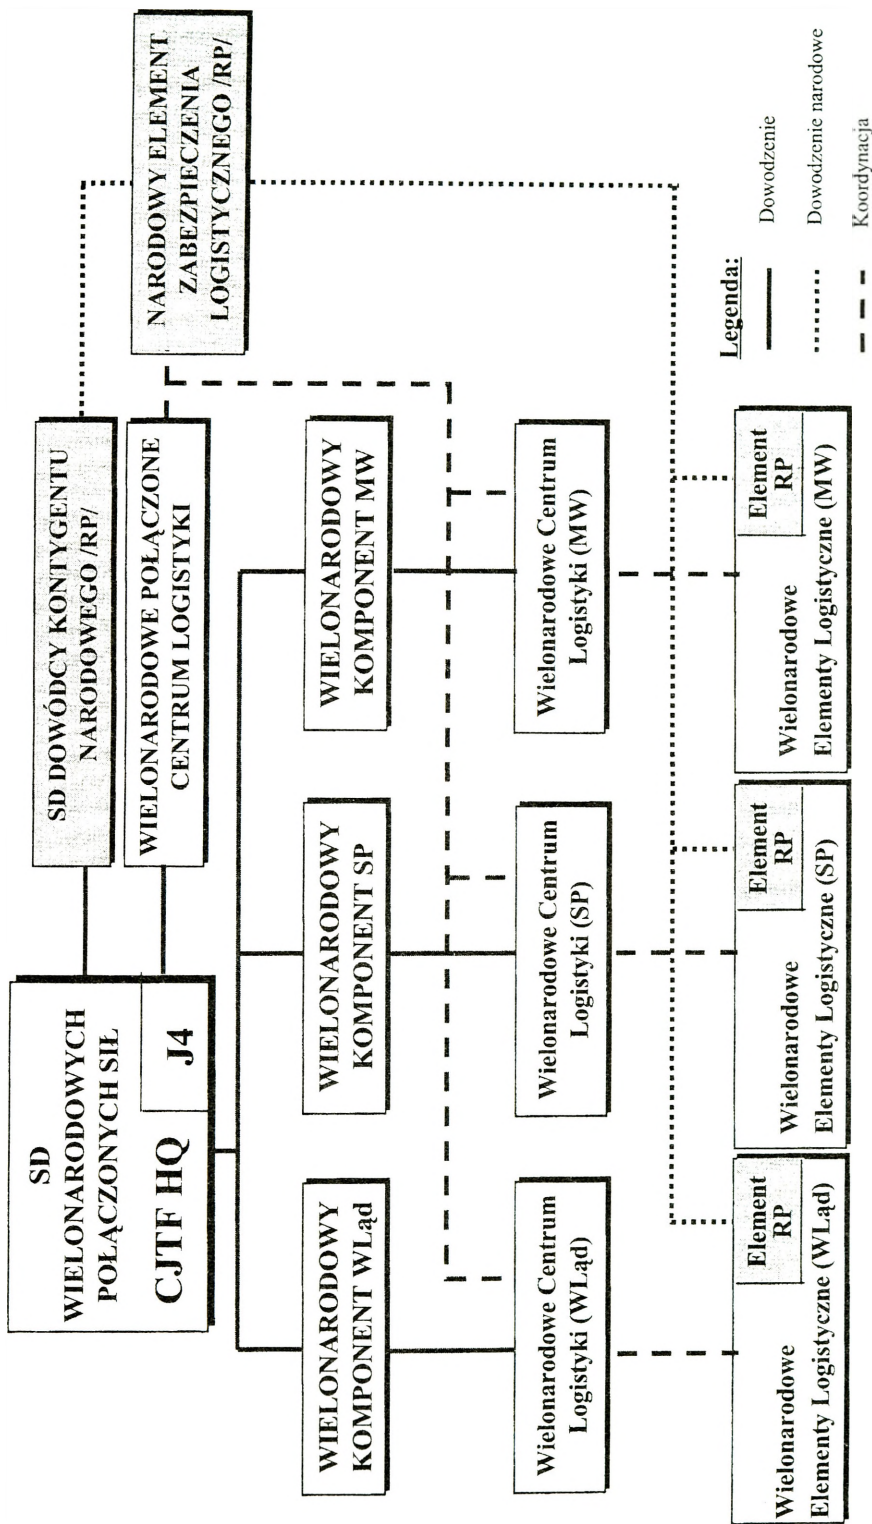 SD
WIELONARODOWYCH
POŁĄCZONYCH SIŁ
CJTF HQ
J4
SD DOWÓDCY KONTYGENTU
NARODOWEGO /RP/
WIELONARODOWE POŁĄCZONE
CENTRUM LOGISTYKI
NARODOWY ELEMENT
ZABEZPIECZENIA
LOGISTYCZNEGO /RP/
WIELONARODOWY
KOMPONENT WLąd
WIELONARODOWY
KOMPONENT SP
WIELONARODOWY
KOMPONENT MW
Wielonarodowe Centrum
Logistyki (WLąd)
Wielonarodowe Centrum
Logistyki (SP)
Wielonarodowe Centrum
Logistyki (MW)
Element
RP
Wielonarodowe
Elementy Logistyczne (WLąd)
Element
RP
Wielonarodowe
Elementy Logistyczne (SP)
Element
RP
Wielonarodowe
Elementy Logistyczne (MW)
Legenda:
Dowodzenie
Dowodzenie narodowe
Koordynacja